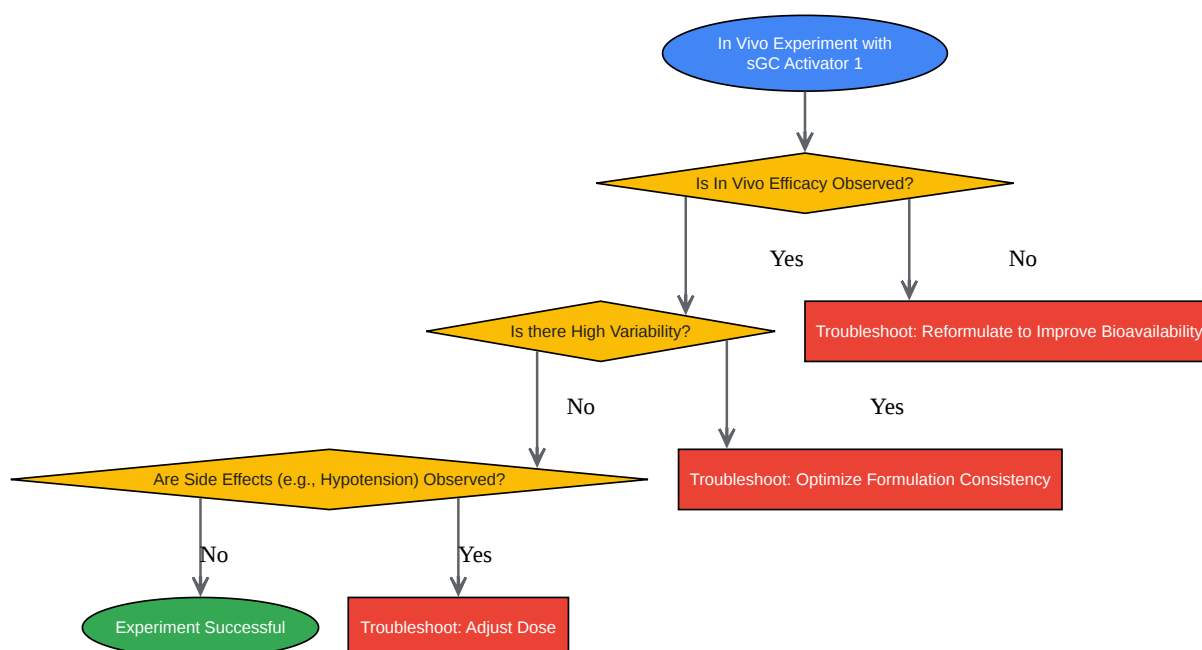 In Vivo Experiment with
sGC Activator 1
Is In Vivo Efficacy Observed?
Yes
No
Is there High Variability?
Troubleshoot: Reformulate to Improve Bioavailability
No
Yes
Are Side Effects (e.g., Hypotension) Observed?
Troubleshoot: Optimize Formulation Consistency
No
Yes
Experiment Successful
Troubleshoot: Adjust Dose